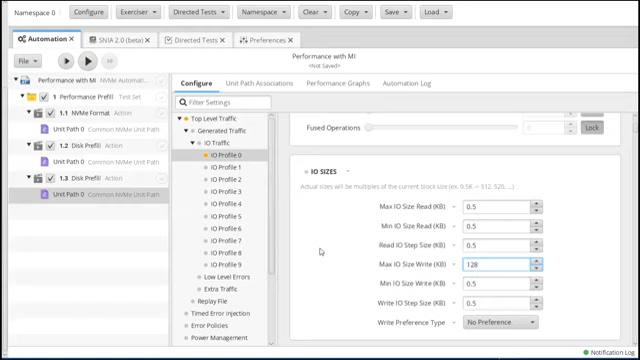 Namespace 0
Configure
Exerciser
Directed Tests
Namespace
Clear
Copy
Save
Load
Automation
SNIA 2.0 (beta)
Directed Tests
Preferences
File
Performance with MI
<Not Saved>
Performance with MI NVMe Automati...
1 Performance Prefill Test Set
1.1 NVMe Format Action
Unit Path 0 Common NVMe Unit Path
1.2 Disk Prefill Action
Unit Path 0 Common NVMe Unit Path
1.3 Disk Prefill Action
Unit Path 0 Common NVMe Unit Path
Configure
Unit Path Associations
Performance Graphs
Automation Log
Filter Settings
Top Level Traffic
Generated Traffic
IO Traffic
IO Profile 0
IO Profile 1
IO Profile 2
IO Profile 3
IO Profile 4
IO Profile 5
IO Profile 6
IO Profile 7
IO Profile 8
IO Profile 9
Low Level Errors
Extra Traffic
Replay File
Timed Error Injection
Error Policies
Power Management
Fused Operations
0
Lock
IO SIZES
Actual sizes will be multiples of the current block size (ex. 0.5K -> 512, 520, ...)
Max IO Size Read (KB) 0.5
Min IO Size Read (KB) 0.5
Read IO Step Size (KB) 0.5
Max IO Size Write (KB) 128
Min IO Size Write (KB) 0.5
Write IO Step Size (KB) 0.5
Write Preference Type No Preference
Notification Log